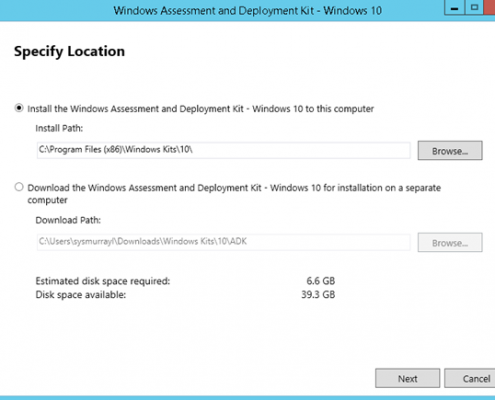 Windows Assessment and Deployment Kit - Windows 10
Specify Location
Install the Windows Assessment and Deployment Kit - Windows 10 to this computer
Install Path:
C:\Program Files (x86)\Windows Kits\10\
Browse...
Download the Windows Assessment and Deployment Kit - Windows 10 for installation on a separate
computer
Download Path:
C:\Users\sysmurrayl\Downloads\Windows Kits\10\ADK
Browse...
Estimated disk space required: 6.6 GB
Disk space available: 39.3 GB
Next Cancel